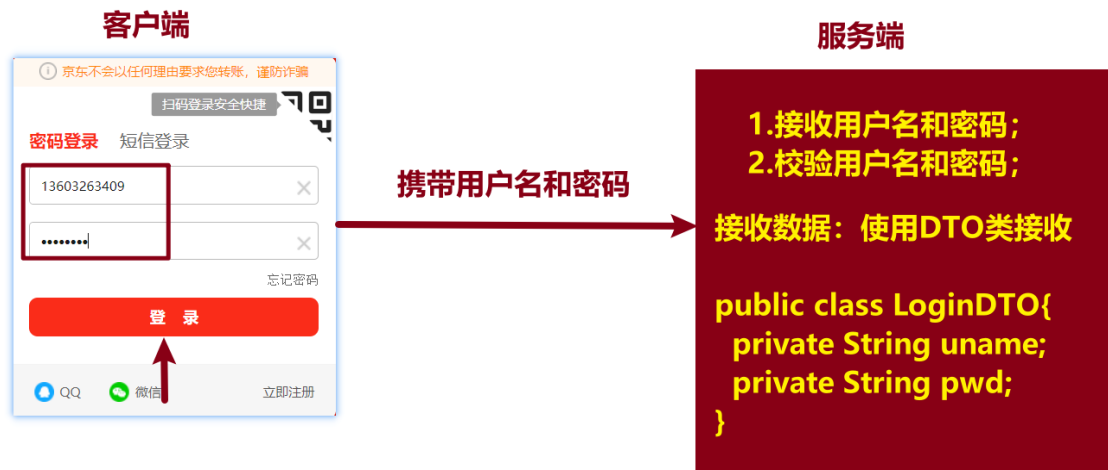 客户端
京东不会以任何理由要求您转账，谨防诈骗
扫码登录安全快捷
密码登录 短信登录
13603263409
••••••••
忘记密码
登 录
QQ 微信 立即注册
携带用户名和密码
服务端
1.接收用户名和密码；
2.校验用户名和密码；
接收数据：使用DTO类接收
public class LoginDTO{
private String uname;
private String pwd;
}